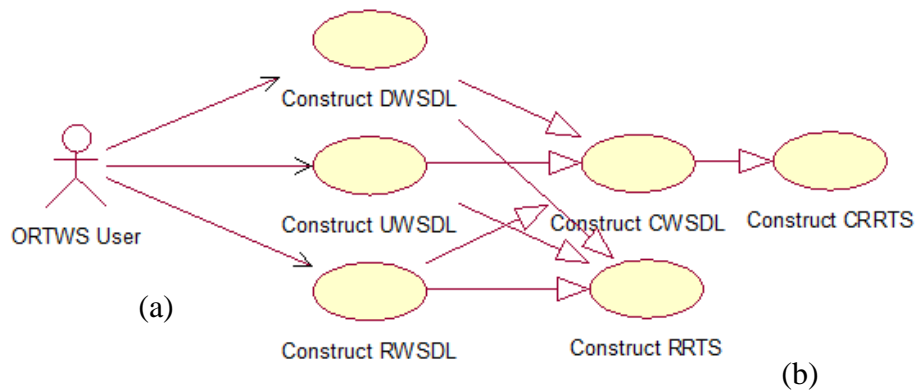 Construct DWSDL
ORTWS User
Construct UWSDL
Construct CWSDL
Construct CRRTS
(a)
Construct RWSDL
Construct RRTS
(b)